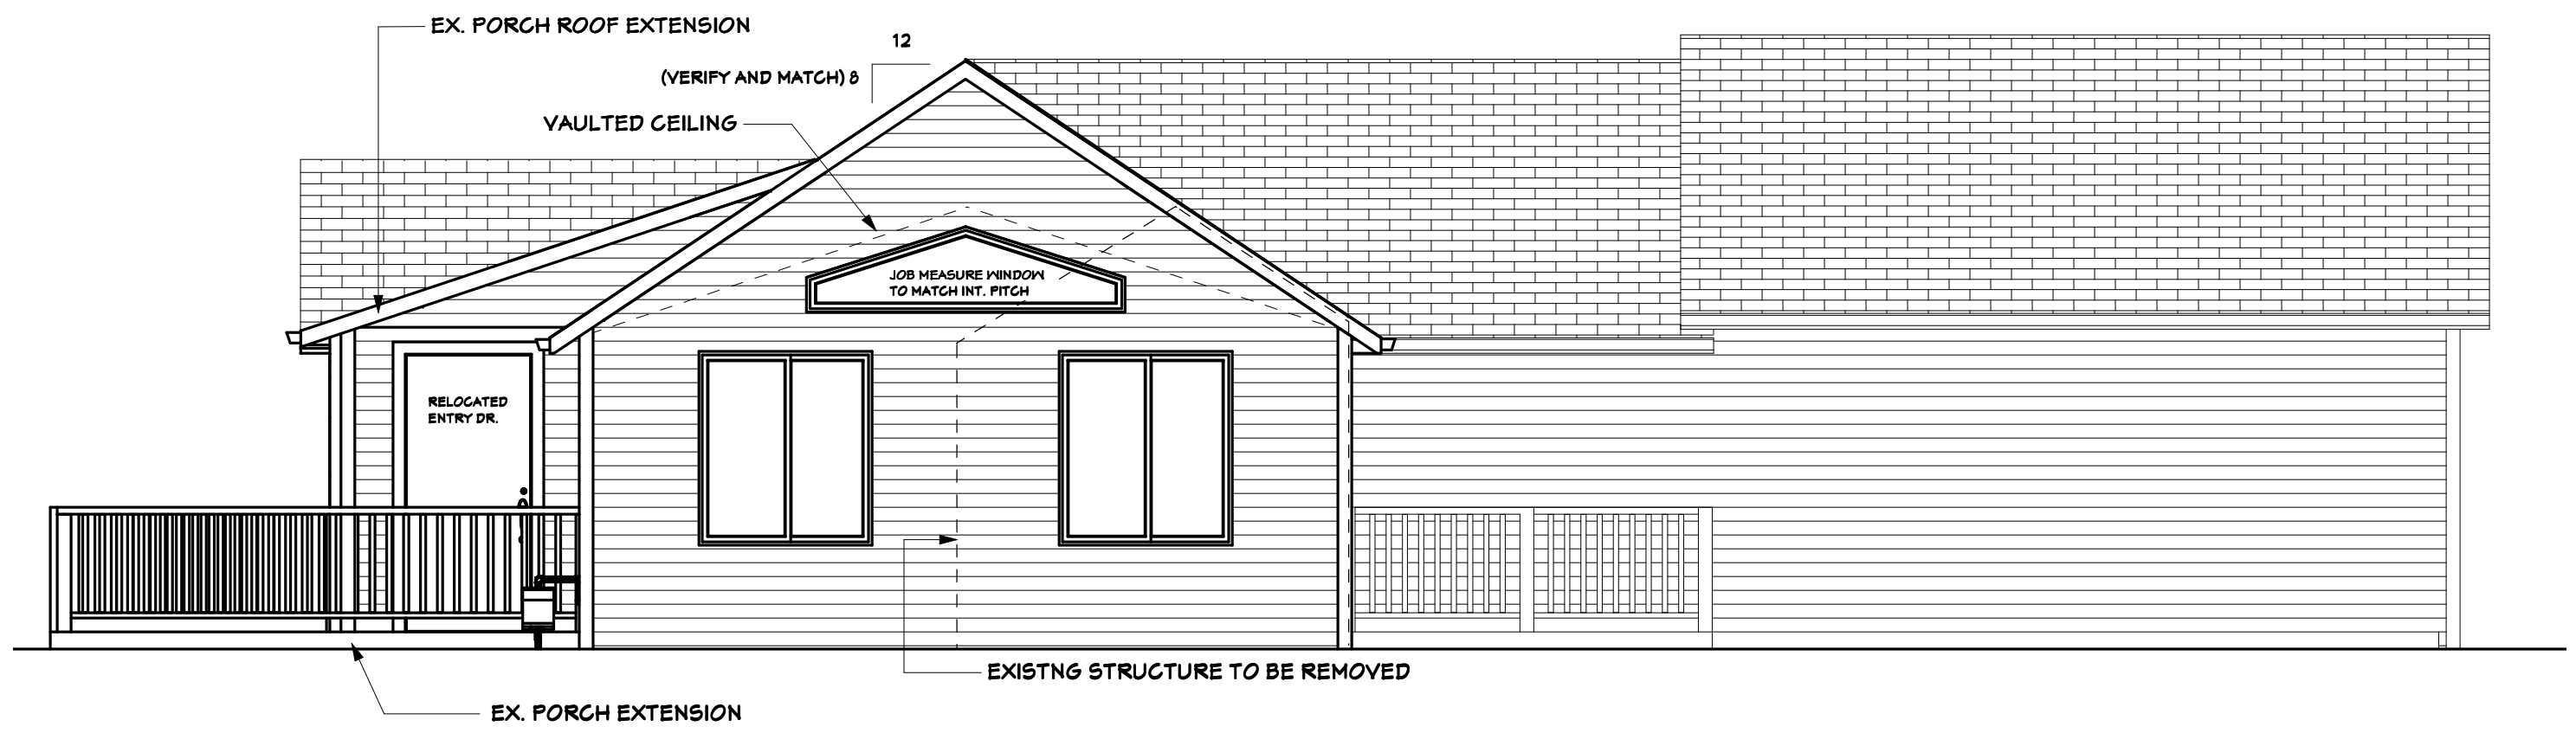 EX. PORCH ROOF EXTENSION
12
(VERIFY AND MATCH) 8
VAULTED CEILING
JOB MEASURE WINDOW
TO MATCH INT. PITCH
RELOCATED
ENTRY DR.
EXISTNG STRUCTURE TO BE REMOVED
EX. PORCH EXTENSION